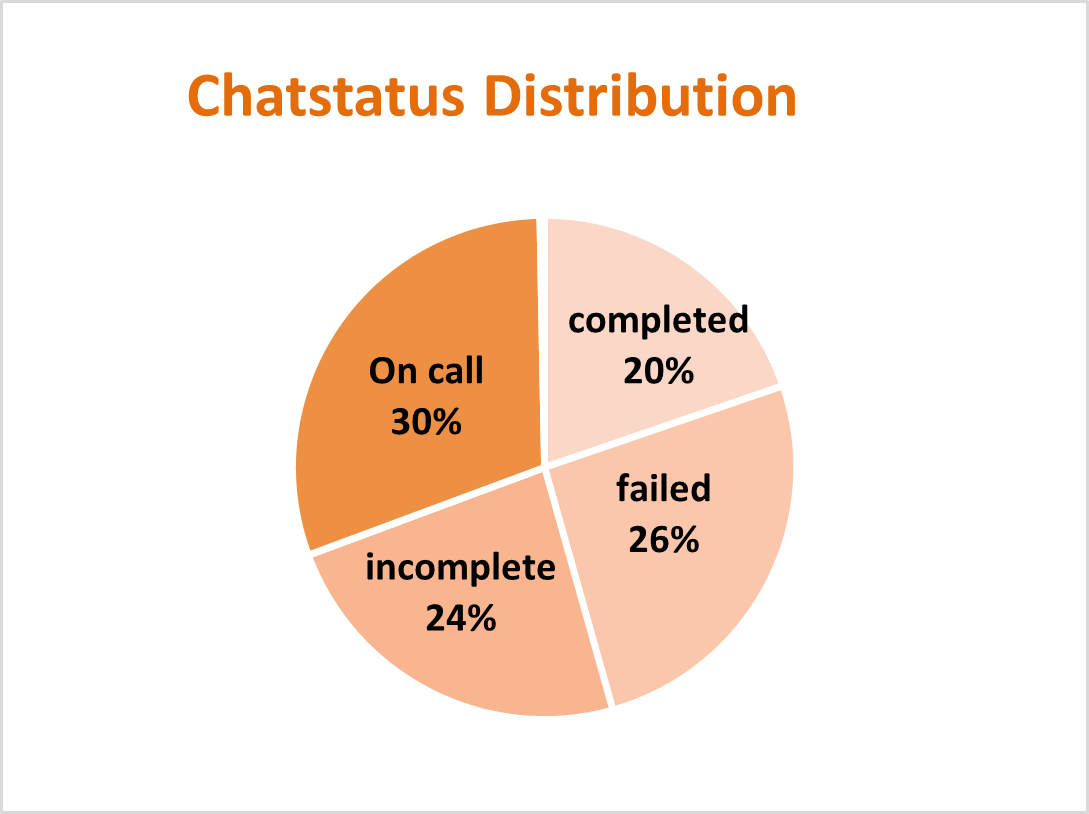 Chatstatus Distribution
completed
20%
On call
30%
failed
26%
incomplete
24%